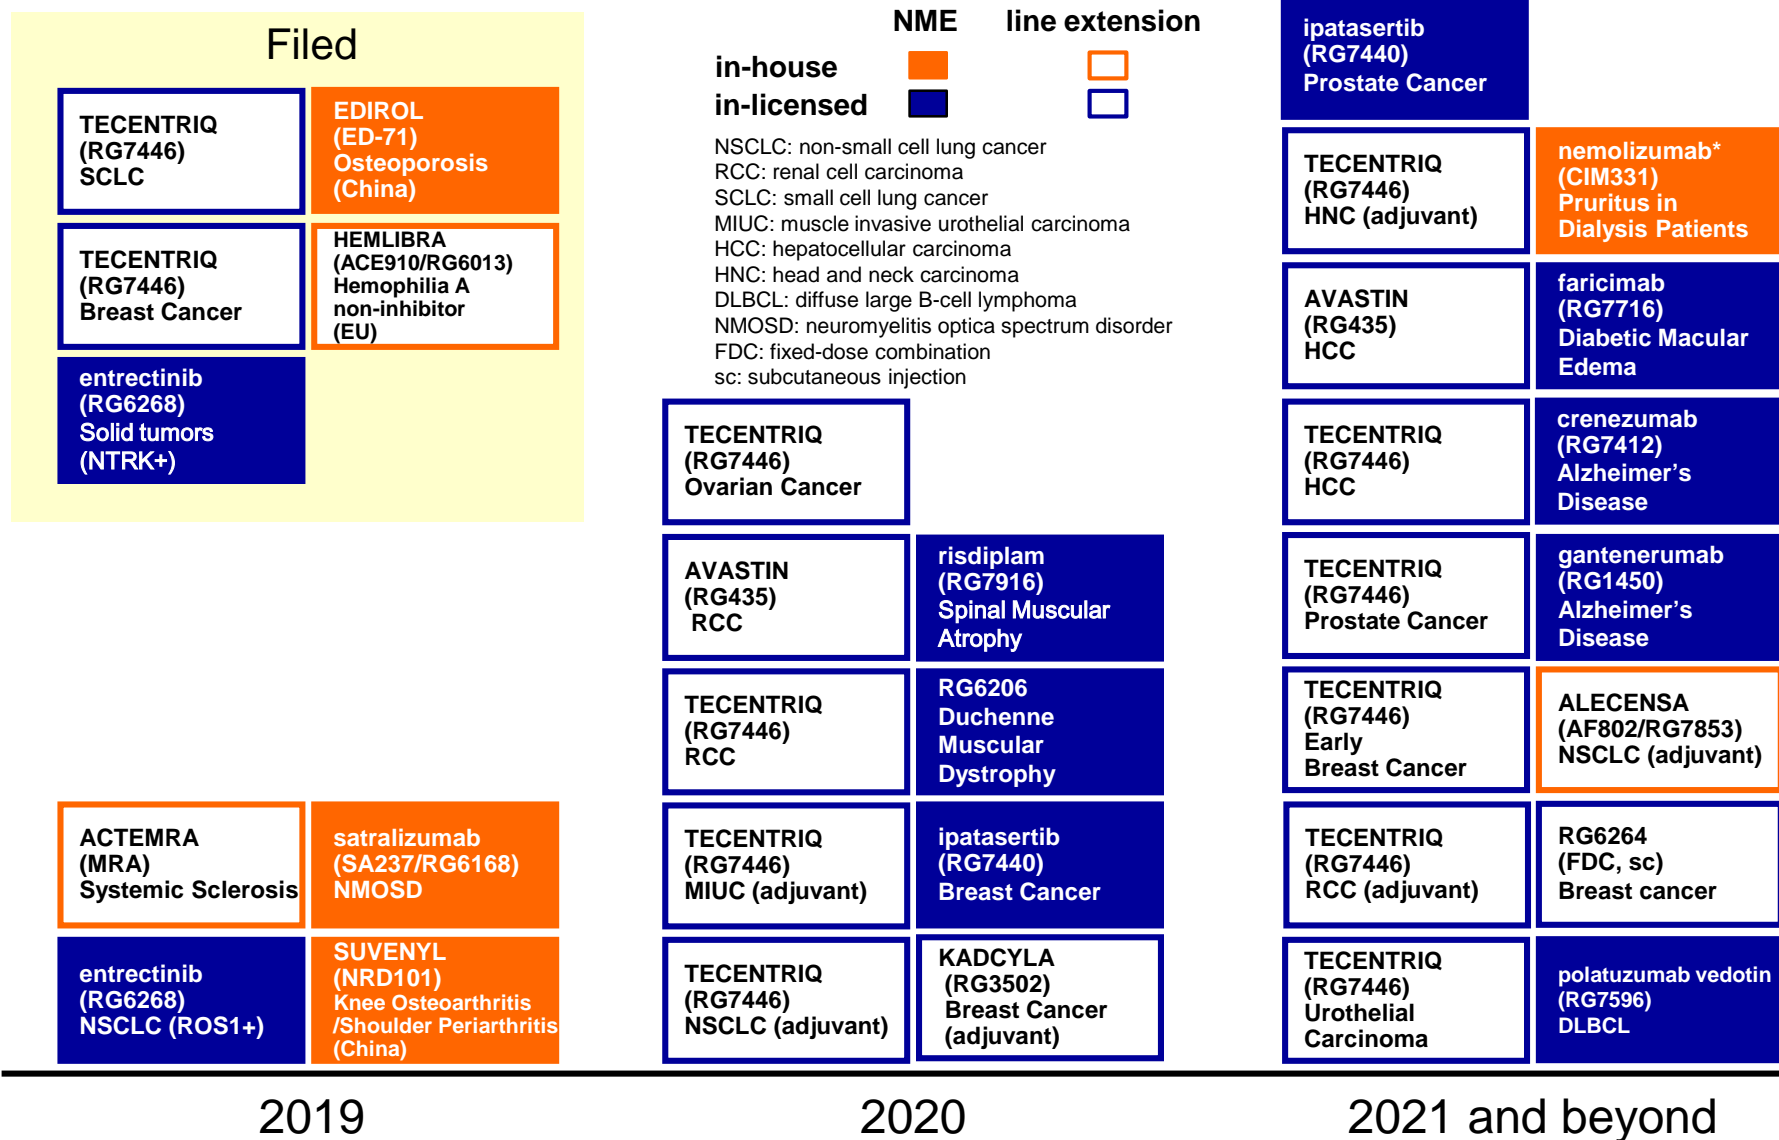 Filed
TECENTRIQ
(RG7446)
SCLC
EDIROL
(ED-71)
Osteoporosis
(China)
TECENTRIQ
(RG7446)
Breast Cancer
HEMLIBRA
(ACE910/RG6013)
Hemophilia A
non-inhibitor
(EU)
entrectinib
(RG6268)
Solid tumors
(NTRK+)
ACTEMRA
(MRA)
Systemic Sclerosis
satralizumab
(SA237/RG6168)
NMOSD
entrectinib
(RG6268)
NSCLC (ROS1+)
SUVENYL
(NRD101)
Knee Osteoarthritis
/Shoulder Periarthritis
(China)
2019
NME line extension
in-house
in-licensed
NSCLC: non-small cell lung cancer
RCC: renal cell carcinoma
SCLC: small cell lung cancer
MIUC: muscle invasive urothelial carcinoma
HCC: hepatocellular carcinoma
HNC: head and neck carcinoma
DLBCL: diffuse large B-cell lymphoma
NMOSD: neuromyelitis optica spectrum disorder
FDC: fixed-dose combination
sc: subcutaneous injection
TECENTRIQ
(RG7446)
Ovarian Cancer
AVASTIN
(RG435)
RCC
risdiplam
(RG7916)
Spinal Muscular
Atrophy
TECENTRIQ
(RG7446)
RCC
RG6206
Duchenne
Muscular
Dystrophy
TECENTRIQ
(RG7446)
MIUC (adjuvant)
ipatasertib
(RG7440)
Breast Cancer
TECENTRIQ
(RG7446)
NSCLC (adjuvant)
KADCYLA
(RG3502)
Breast Cancer
(adjuvant)
2020
ipatasertib
(RG7440)
Prostate Cancer
TECENTRIQ
(RG7446)
HNC (adjuvant)
nemolizumab*
(CIM331)
Pruritus in
Dialysis Patients
AVASTIN
(RG435)
HCC
faricimab
(RG7716)
Diabetic Macular
Edema
TECENTRIQ
(RG7446)
HCC
crenezumab
(RG7412)
Alzheimer's
Disease
TECENTRIQ
(RG7446)
Prostate Cancer
gantenerumab
(RG1450)
Alzheimer's
Disease
TECENTRIQ
(RG7446)
Early
Breast Cancer
ALECENSA
(AF802/RG7853)
NSCLC (adjuvant)
TECENTRIQ
(RG7446)
RCC (adjuvant)
RG6264
(FDC, sc)
Breast cancer
TECENTRIQ
(RG7446)
Urothelial
Carcinoma
polatuzumab vedotin
(RG7596)
DLBCL
2021 and beyond